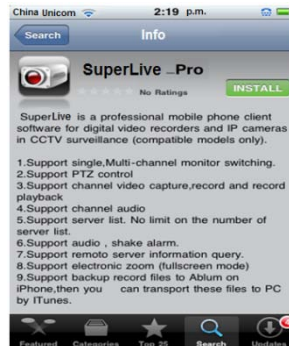 China Unicom 2:19 p.m.
Search Info
SuperLive -Pro
No Ratings INSTALL
SuperLive is a professional mobile phone client
software for digital video recorders and IP cameras
in CCTV surveillance (compatible models only).
1.Support single,Multi-channel monitor switching.
2.Support PTZ control
3.Support channel video capture,record and record
playback
4.Support channel audio
5.Support server list. No limit on the number of
server list.
6.Support audio , shake alarm.
7.Support remoto server information query.
8.Support electronic zoom (fullscreen mode)
9.Support backup record files to Ablum on
iPhone,then you can transport these files to PC
by ITunes.
Featured Categories Top 25 Search Updates